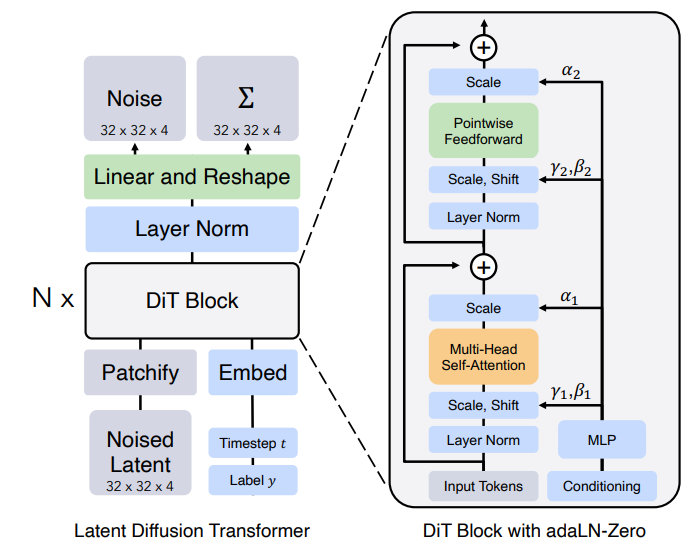 Noise
32 x 32 x 4
Σ
32 x 32 x 4
Linear and Reshape
Layer Norm
N x
DiT Block
Patchify
Embed
Noised
Latent
32 x 32 x 4
Timestep t
Label y
Latent Diffusion Transformer
+
Scale
α₂
Pointwise
Feedforward
Scale, Shift
γ₂,β₂
Layer Norm
+
Scale
α₁
Multi-Head
Self-Attention
Scale, Shift
γ₁,β₁
Layer Norm
MLP
Input Tokens
Conditioning
DiT Block with adaLN-Zero